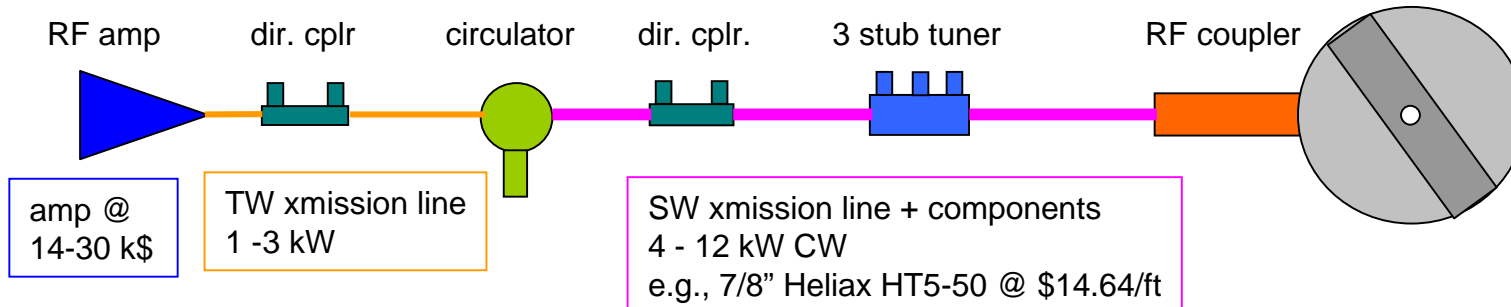 RF amp
dir. cplr
circulator
dir. cplr.
3 stub tuner
RF coupler
amp @
14-30 k$
TW xmission line
1 -3 kW
SW xmission line + components
4 - 12 kW CW
e.g., 7/8” Heliax HT5-50 @ $14.64/ft